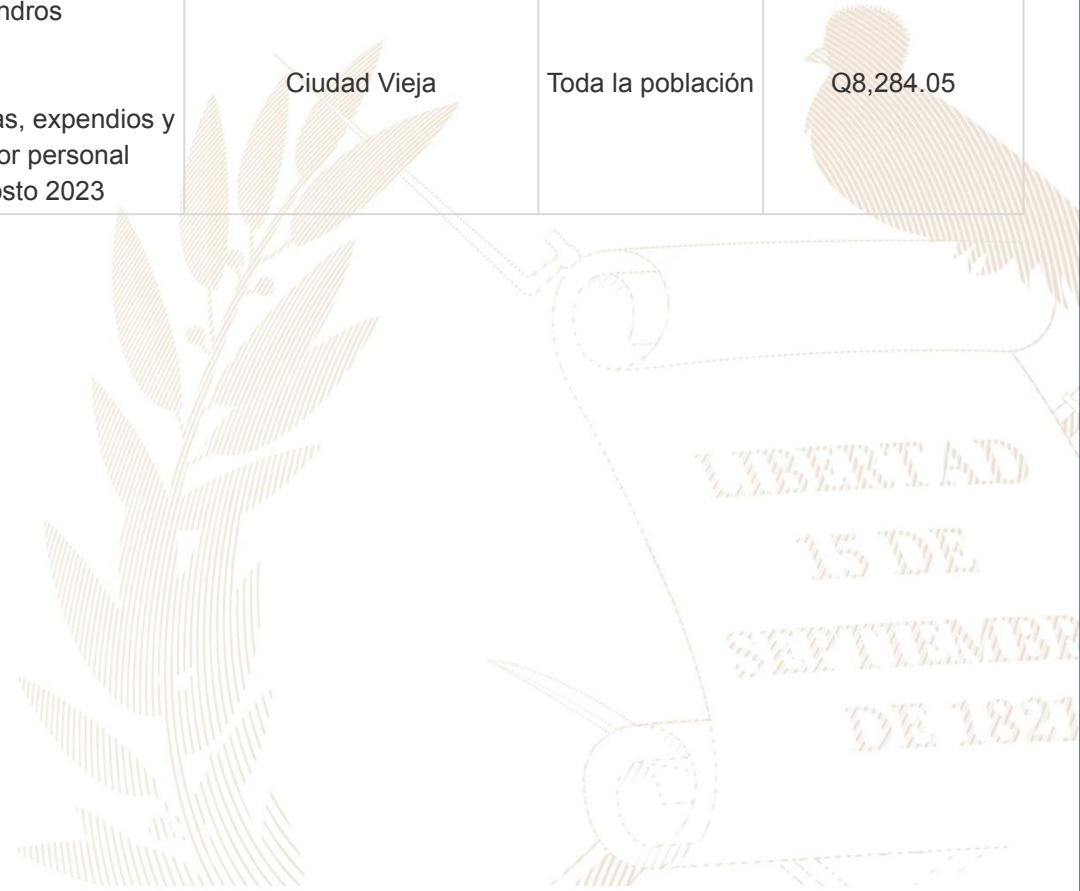 ndros
Ciudad Vieja
Toda la población
Q8,284.05
as, expendios y
or personal
osto 2023
LIBERTAD
15 DE
SEPTIEMBR
DE 1821